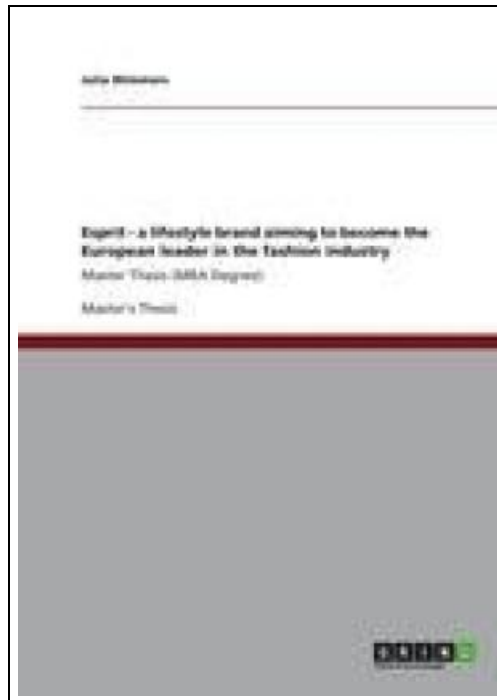 Esprit - a lifestyle brand aiming to become the
European leader in the fashion industry
Master Thesis (MBA Degree)
Master's Thesis
GRIN